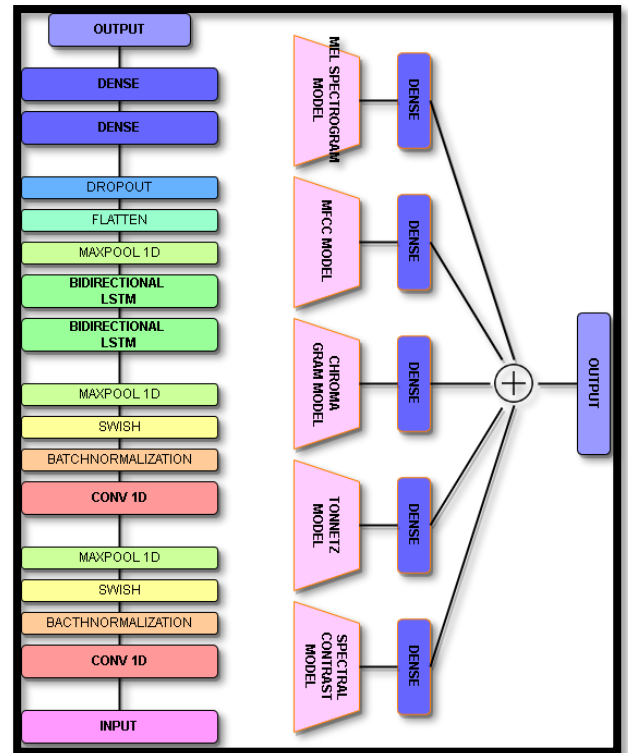 OUTPUT
DENSE
DENSE
DROPOUT
FLATTEN
MAXPOOL 1D
BIDIRECTIONAL
LSTM
BIDIRECTIONAL
LSTM
MAXPOOL 1D
SWISH
BATCHNORMALIZATION
CONV 1D
MAXPOOL 1D
SWISH
BACTHNORMALIZATION
CONV 1D
INPUT
MEL SPECTROGRAM
MODEL
DENSE
MFCC MODEL
DENSE
CHROMA
GRAM MODEL
DENSE
TONNETZ
MODEL
DENSE
SPECTRAL
CONTRAST
MODEL
DENSE
OUTPUT